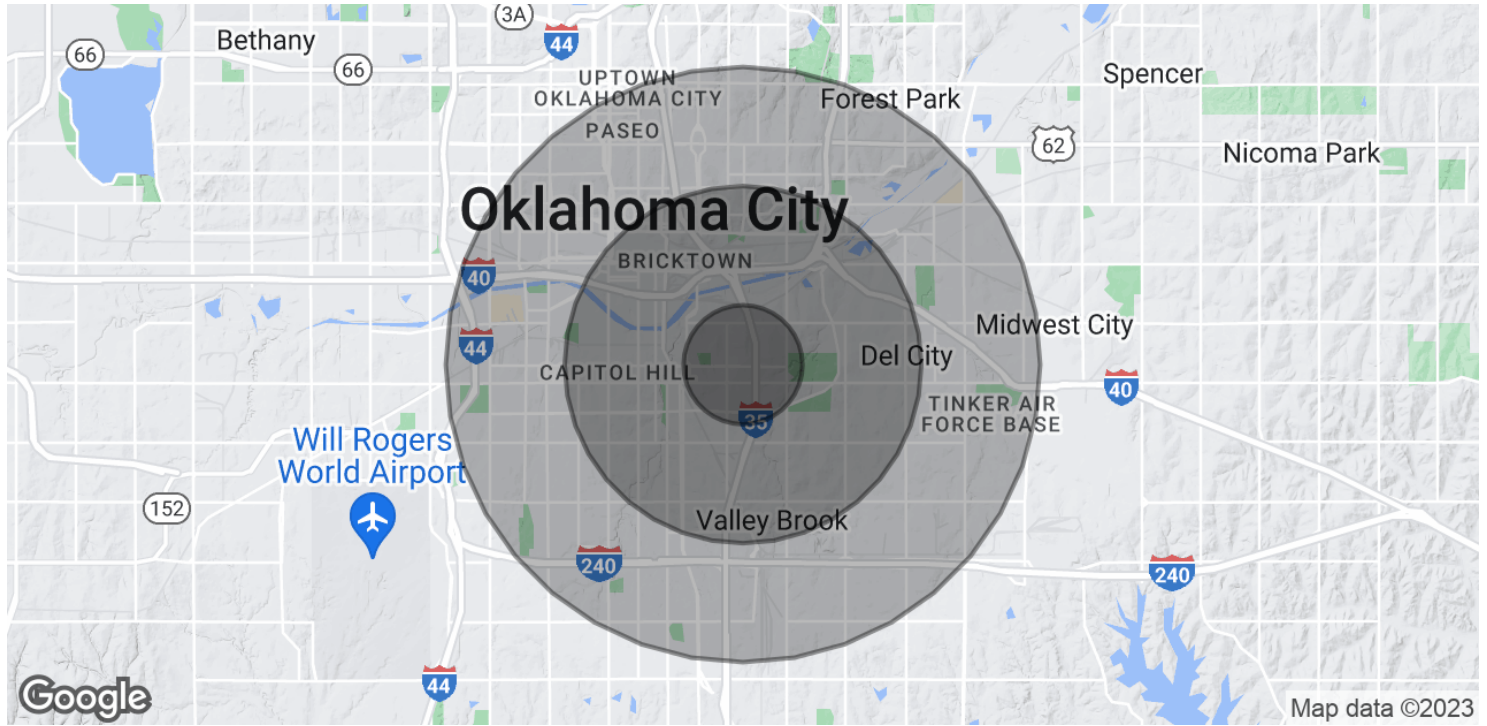 3A
Bethany
44
66
66
UPTOWN
OKLAHOMA CITY
Spencer
Forest Park
PASEO
62
Nicoma Park
Oklahoma City
BRICKTOWN
40
Midwest City
44
Del City
CAPITOL HILL
40
TINKER AIR
FORCE BASE
35
Will Rogers
World Airport
152
Valley Brook
240
240
44
Google
Map data ©2023